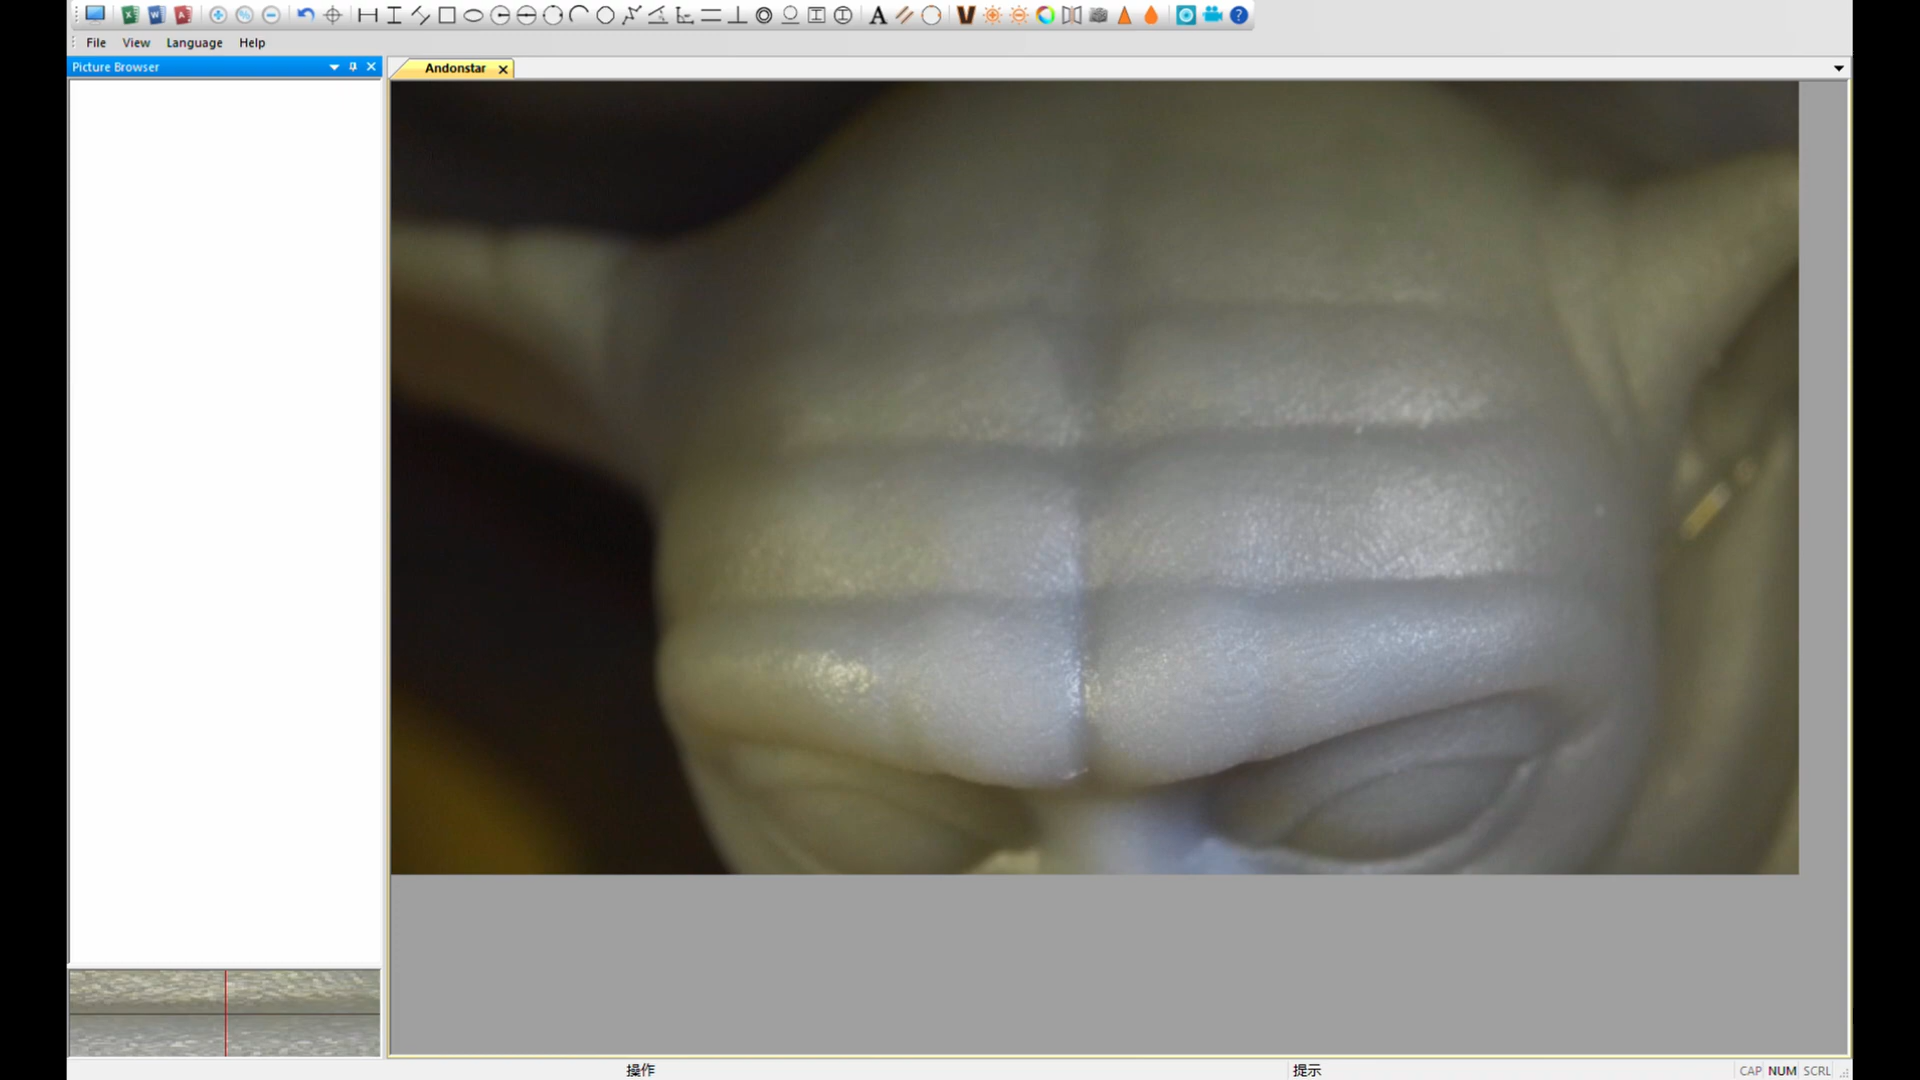 File View Language Help
Picture Browser
Andonstar
操作 提示 CAP NUM SCRL